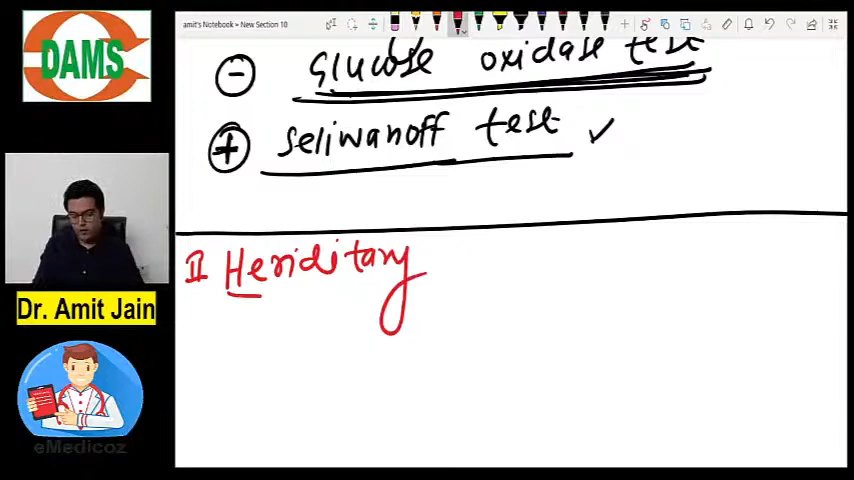 amit's Notebook > New Section 10
DAMS
⊖ Glucose oxidase test
⊕ Seliwanoff test ✓
II Heriditary
Dr. Amit Jain
eMedicoz